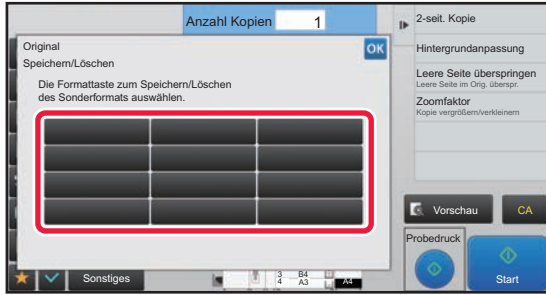 Anzahl Kopien 1
Original
OK
Speichern/Löschen
Die Formattaste zum Speichern/Löschen
des Sonderformats auswählen.
2-seit. Kopie
Hintergrundanpassung
Leere Seite überspringen
Leere Seite im Orig. überspr.
Zoomfaktor
Kopie vergrößern/verkleinern
Vorschau
CA
Probedruck
Start
Sonstiges
3 B4
4 A3
A4